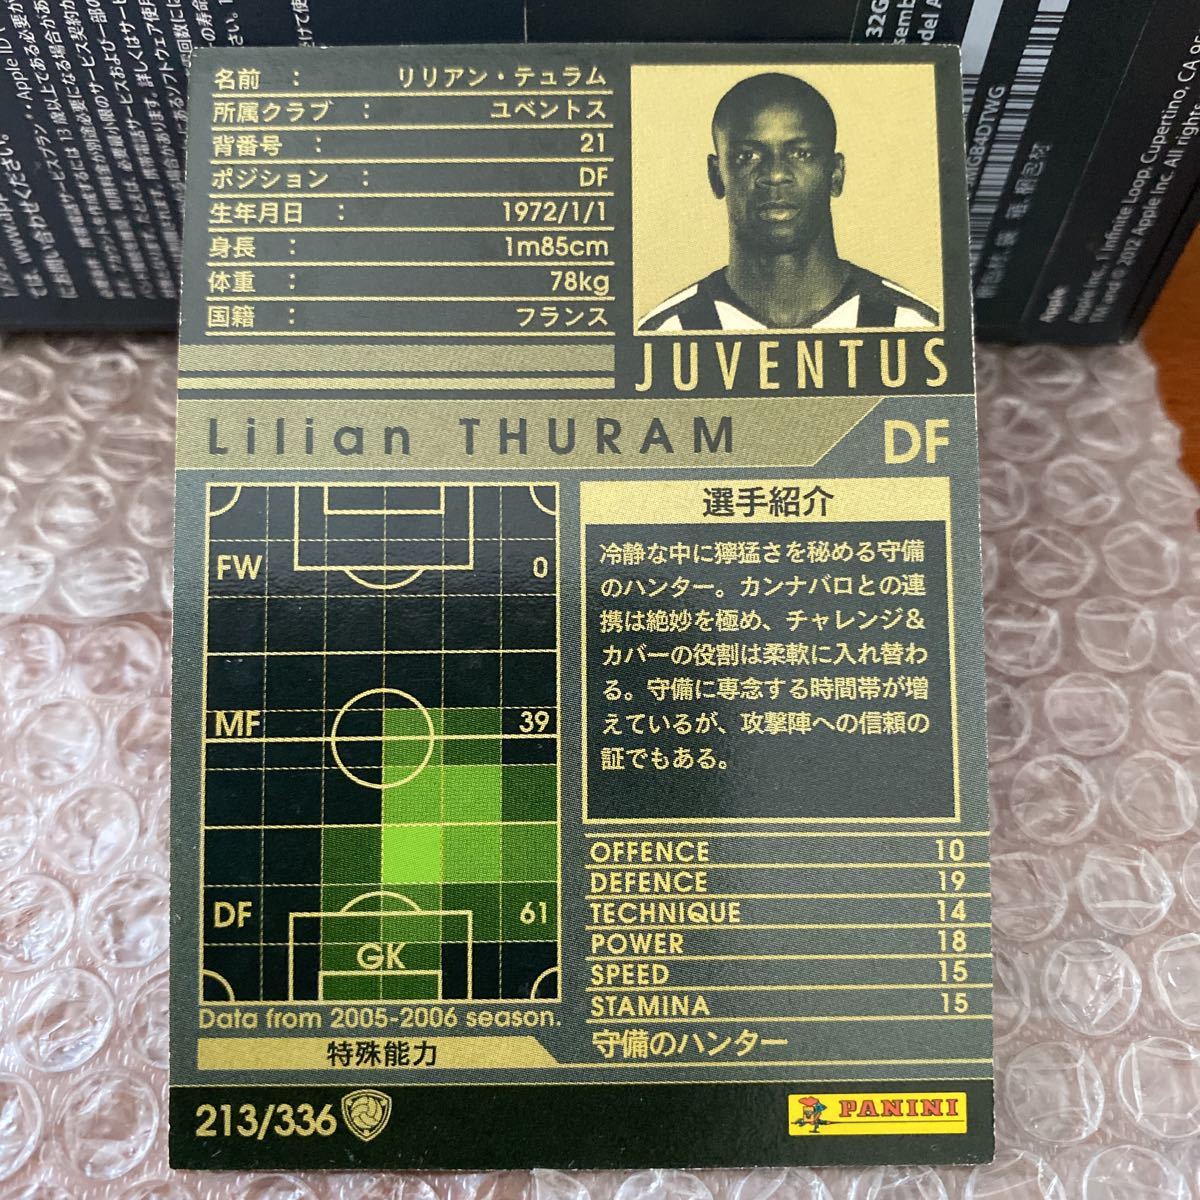 名前 : リリアン・テュラム
所属クラブ : ユベントス
背番号 : 21
ポジション : DF
生年月日 : 1972/1/1
身長 : 1m85cm
体重 : 78kg
国籍 : フランス
JUVENTUS
Lilian THURAM
DF
FW 0
MF 39
DF 61
GK
Data from 2005-2006 season.
特殊能力
選手紹介
冷静な中に獰猛さを秘める守備
のハンター。カンナバロとの連
携は絶妙を極め、チャレンジ&
カバーの役割は柔軟に入れ替わ
る。守備に専念する時間帯が増
えているが、攻撃陣への信頼の
証でもある。
OFFENCE 10
DEFENCE 19
TECHNIQUE 14
POWER 18
SPEED 15
STAMINA 15
守備のハンター
213/336
PANINI
32G